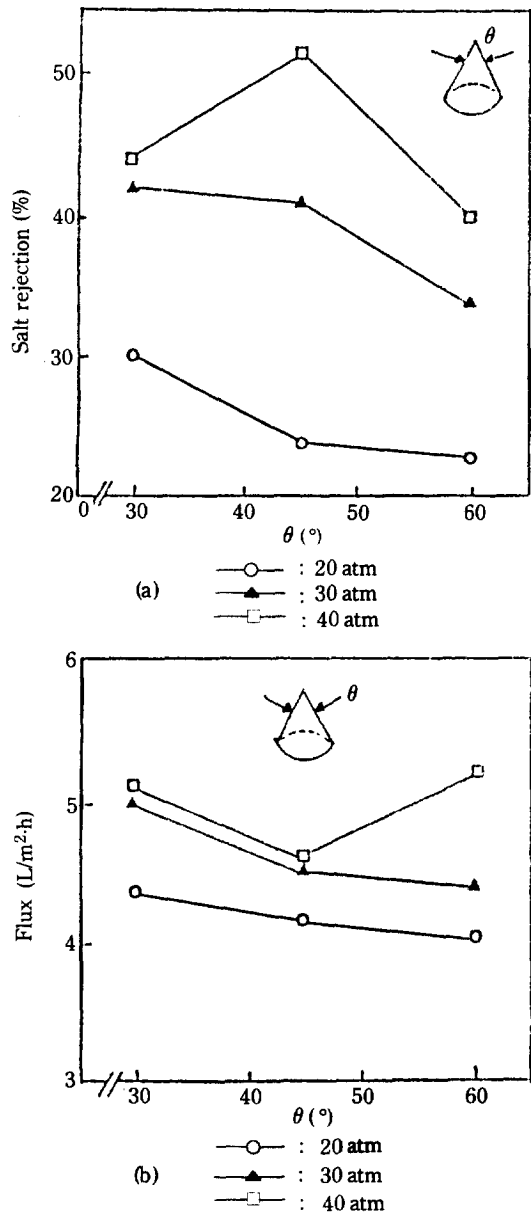 θ
50
40
30
20
Salt rejection (%)
0 30 40 50 60
θ (°)
(a)
: 20 atm
: 30 atm
: 40 atm
6
θ
5
4
3
Flux (L/m²·h)
30 40 50 60
θ (°)
(b)
: 20 atm
: 30 atm
: 40 atm